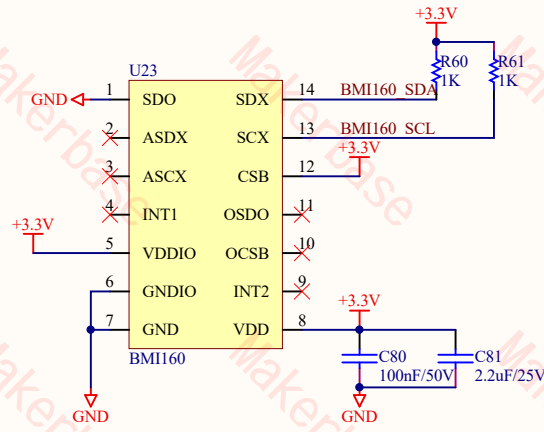 +3.3V
U23
R60
R61
1K
1K
GND
1
SDO
SDX
14
BMI160_SDA
2
ASDX
SCX
13
BMI160_SCL
3
ASCX
CSB
12
+3.3V
4
INT1
OSDO
11
+3.3V
5
VDDIO
OCSB
10
6
GNDIO
INT2
9
+3.3V
7
GND
VDD
8
BMI160
C80
C81
100nF/50V
2.2uF/25V
GND
GND
Makerbase
Makerbase
Makerbase